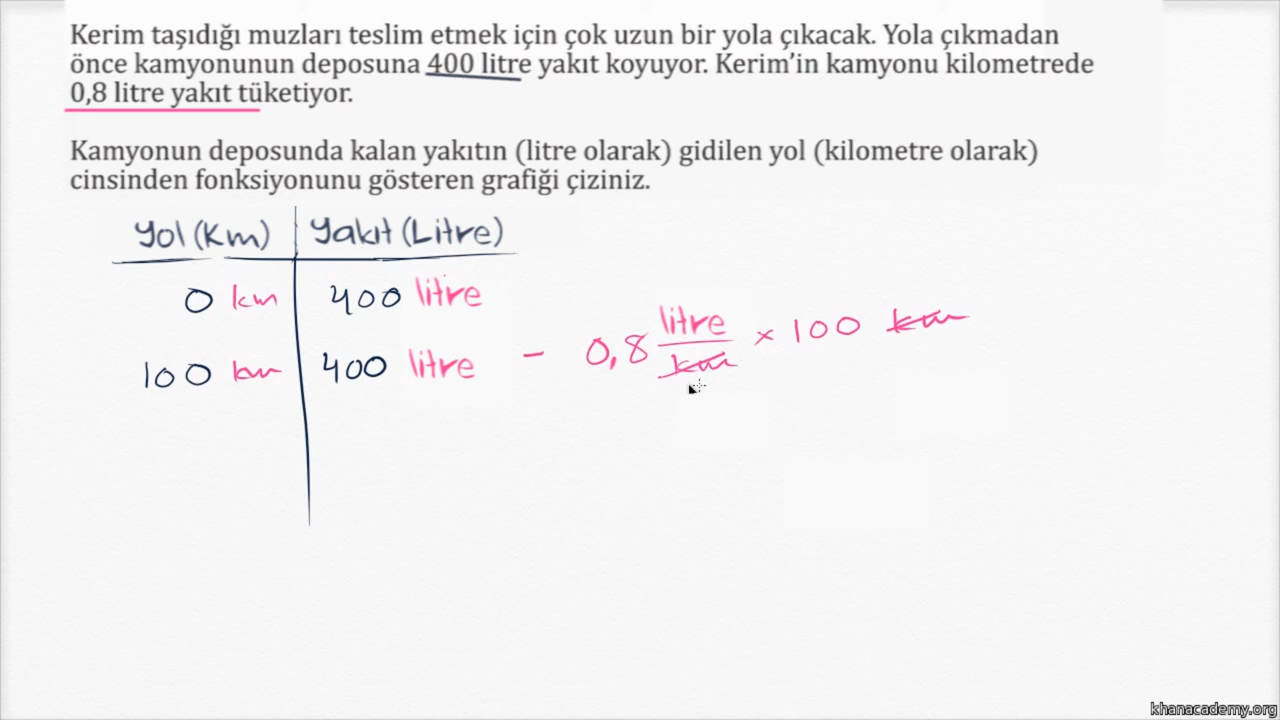 Kerim taşıdığı muzları teslim etmek için çok uzun bir yola çıkacak. Yola çıkmadan
önce kamyonunun deposuna 400 litre yakıt koyuyor. Kerim’in kamyonu kilometrede
0,8 litre yakıt tüketiyor.
Kamyonun deposunda kalan yakıtın (litre olarak) gidilen yol (kilometre olarak)
cinsinden fonksiyonunu gösteren grafiği çiziniz.
Yol (Km) Yakıt (Litre)
0 km 400 litre
100 km 400 litre - 0,8 litre/km x 100 km
khanacademy.org